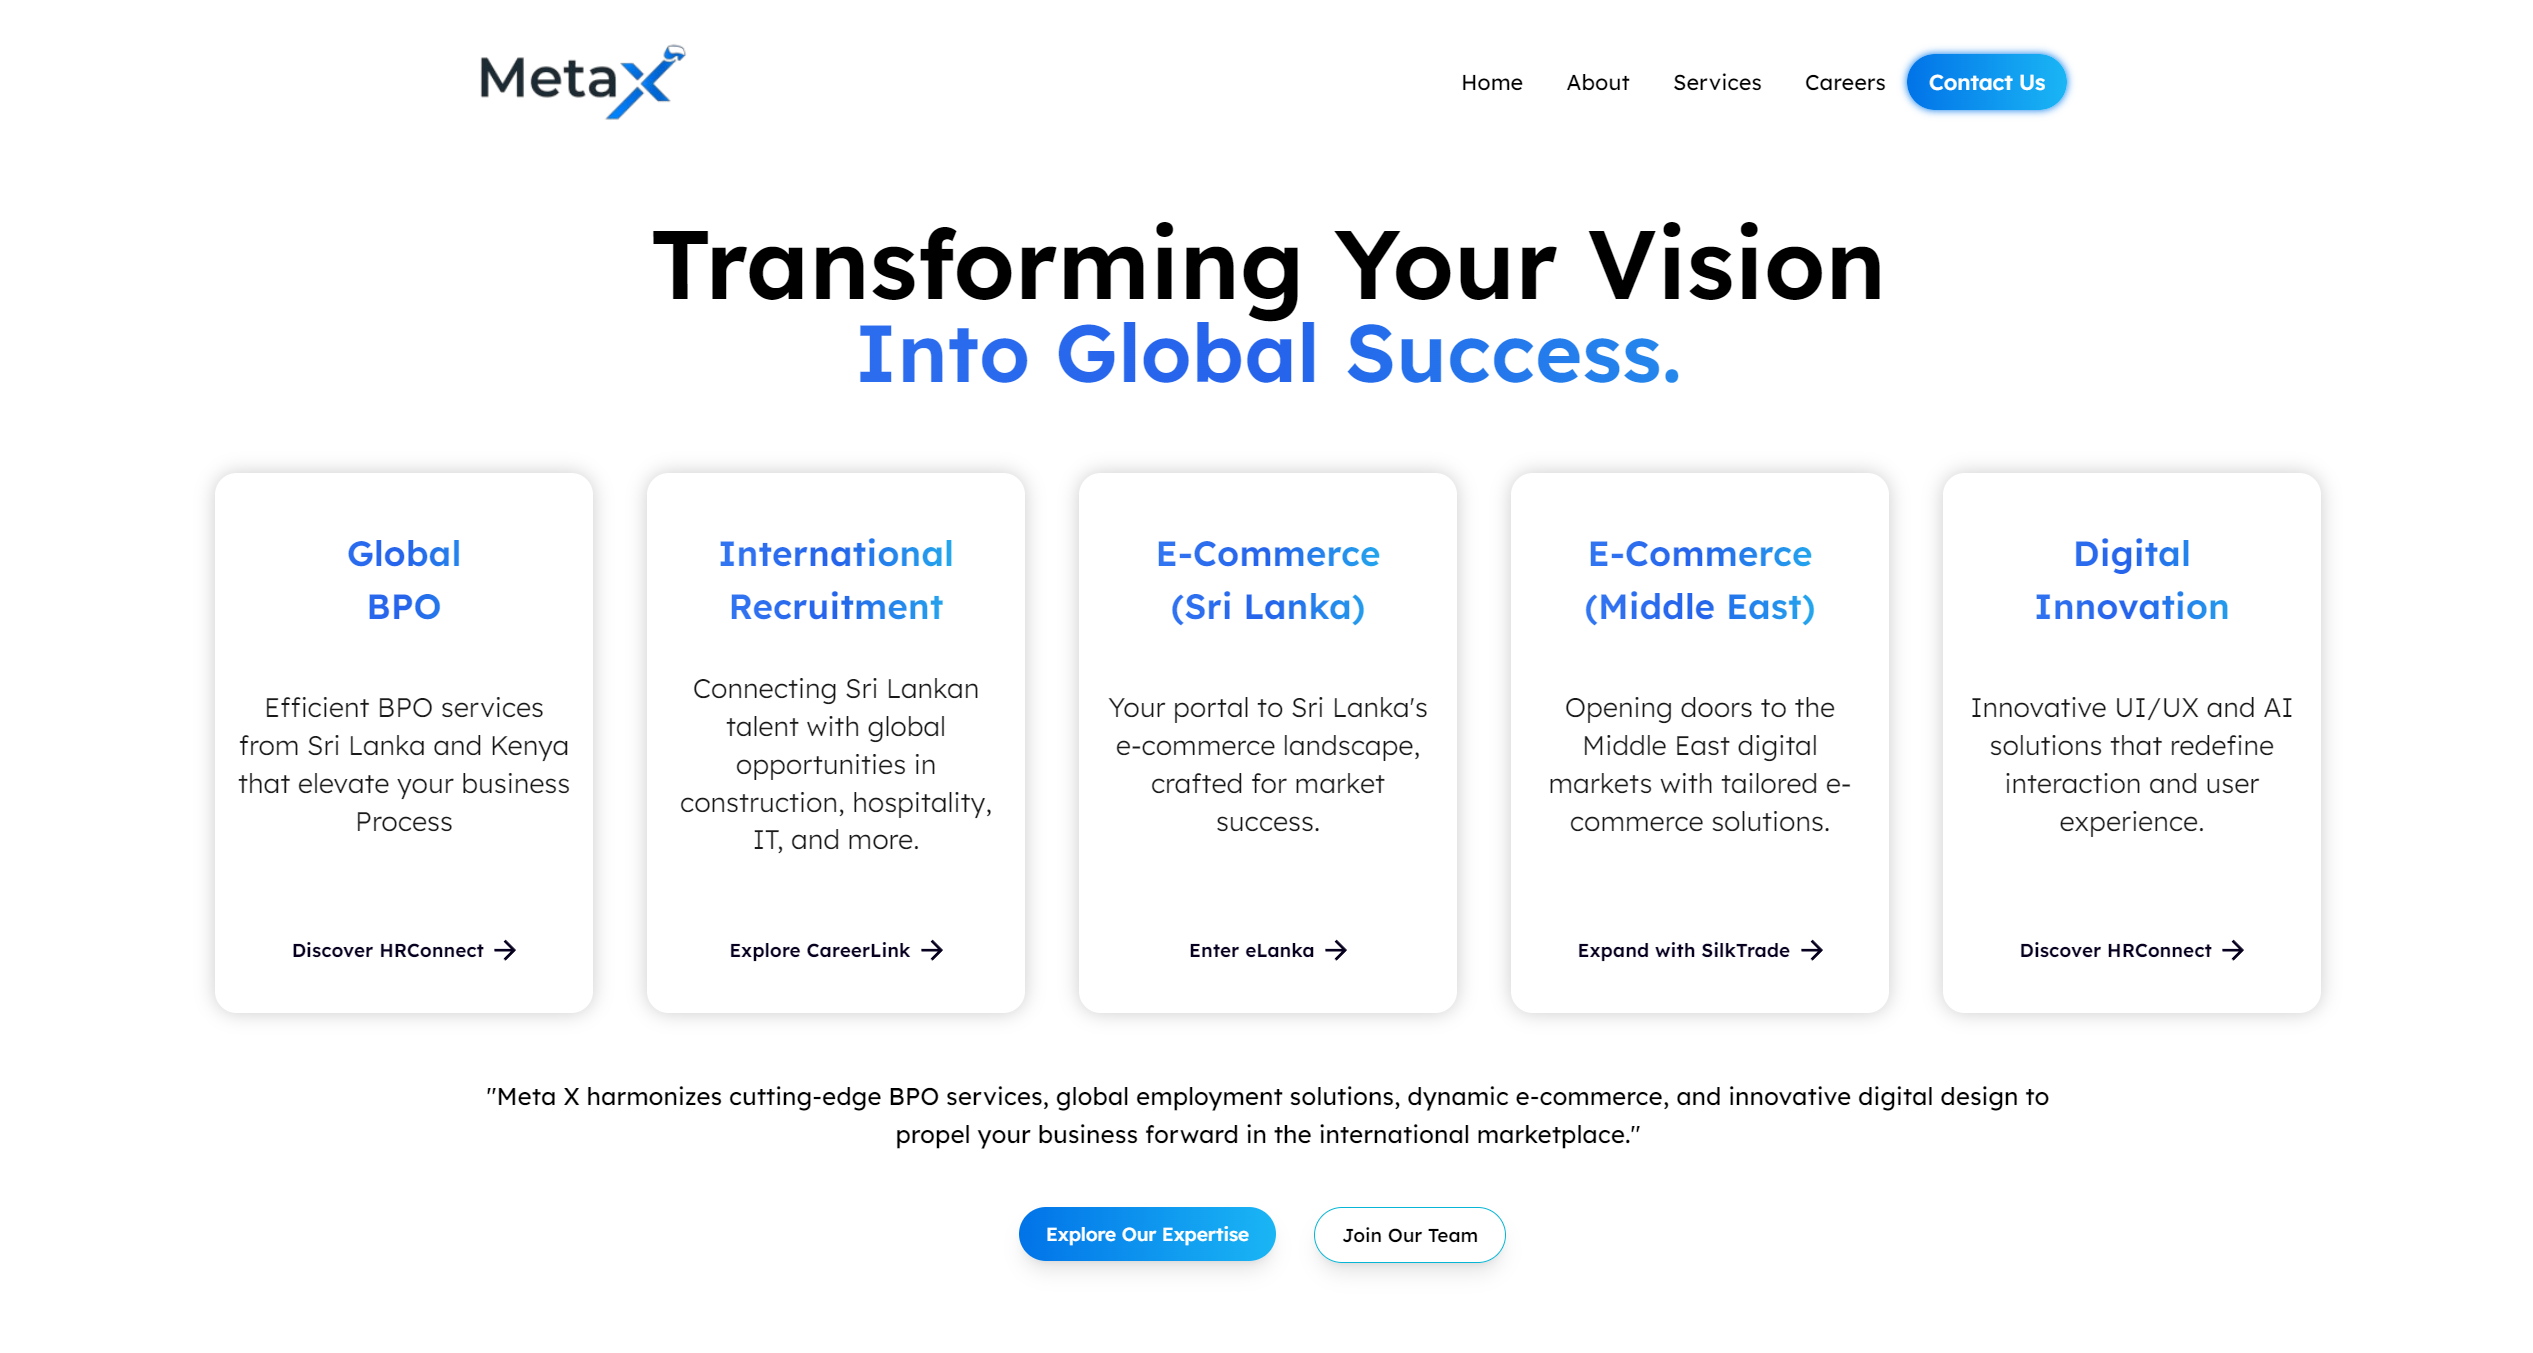 MetaX
Home About Services Careers Contact Us
Transforming Your Vision
Into Global Success.
Global
BPO
Efficient BPO services
from Sri Lanka and Kenya
that elevate your business
Process
Discover HRConnect
International
Recruitment
Connecting Sri Lankan
talent with global
opportunities in
construction, hospitality,
IT, and more.
Explore CareerLink
E-Commerce
(Sri Lanka)
Your portal to Sri Lanka's
e-commerce landscape,
crafted for market
success.
Enter eLanka
E-Commerce
(Middle East)
Opening doors to the
Middle East digital
markets with tailored e-
commerce solutions.
Expand with SilkTrade
Digital
Innovation
Innovative UI/UX and AI
solutions that redefine
interaction and user
experience.
Discover HRConnect
"Meta X harmonizes cutting-edge BPO services, global employment solutions, dynamic e-commerce, and innovative digital design to
propel your business forward in the international marketplace."
Explore Our Expertise
Join Our Team